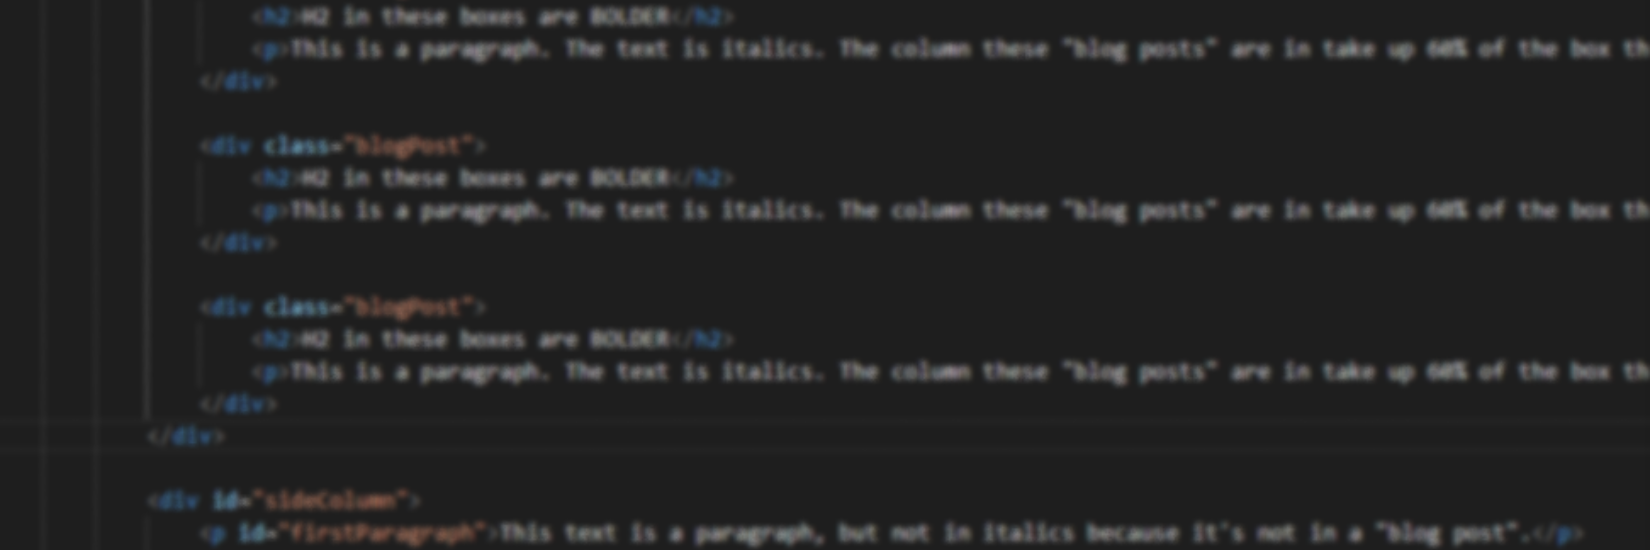 <h2>H2 in these boxes are BOLDER</h2>
<p>This is a paragraph. The text is italics. The column these "blog posts" are in take up 60% of the box th
</div>
<div class="blogPost">
<h2>H2 in these boxes are BOLDER</h2>
<p>This is a paragraph. The text is italics. The column these "blog posts" are in take up 60% of the box th
</div>
<div class="blogPost">
<h2>H2 in these boxes are BOLDER</h2>
<p>This is a paragraph. The text is italics. The column these "blog posts" are in take up 60% of the box th
</div>
</div>
<div id="sideColumn">
<p id="firstParagraph">This text is a paragraph, but not in italics because it's not in a "blog post".</p>